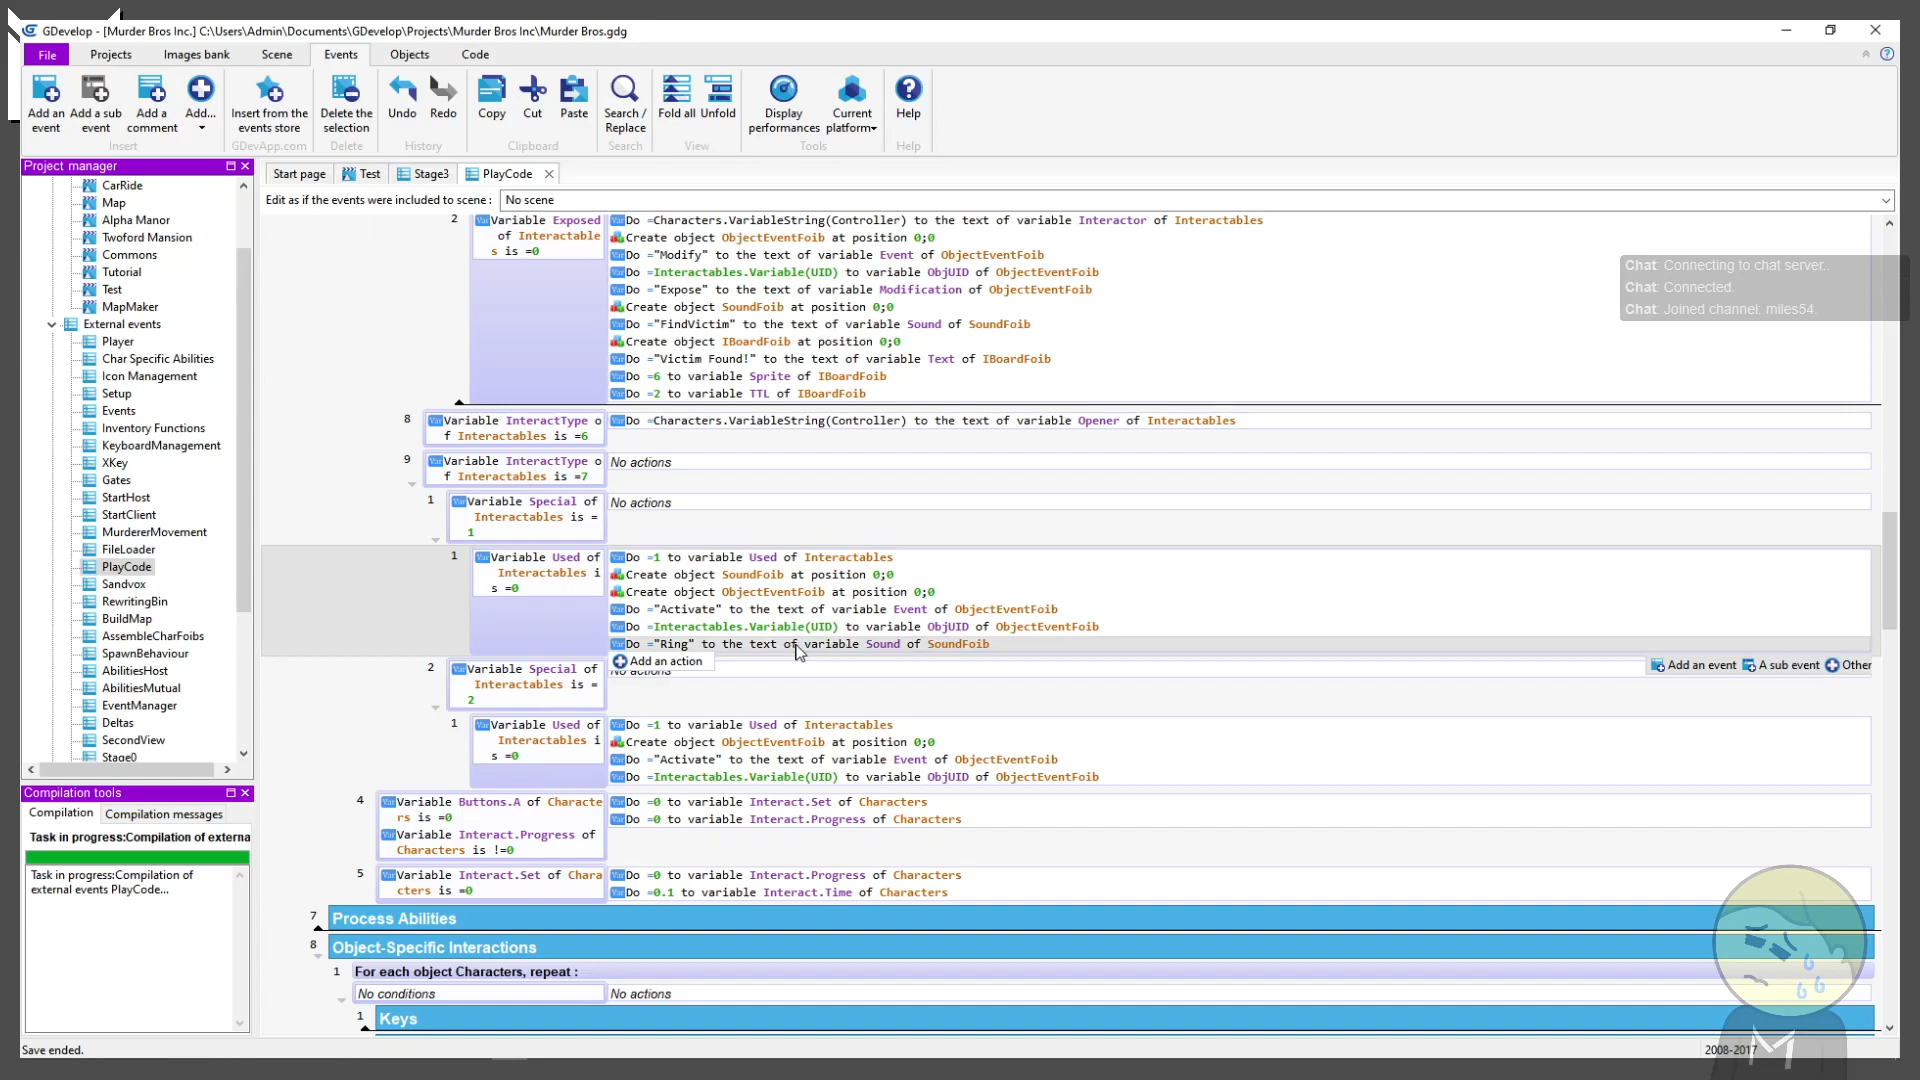 GDevelop - [Murder Bros Inc.] C:\Users\Admin\Documents\GDevelop\Projects\Murder Bros Inc\Murder Bros.gdg
File Projects Images bank Scene Events Objects Code
Add an event Add a sub event Add a comment Add... Insert from the events store Delete the selection Undo Redo Copy Cut Paste Search / Replace Fold all Unfold Display performances Current platform Help
Insert GDevApp.com Delete History Clipboard Search View Tools Help
Project manager
CarRide
Map
Alpha Manor
Twoford Mansion
Commons
Tutorial
Test
MapMaker
External events
Player
Char Specific Abilities
Icon Management
Setup
Events
Inventory Functions
KeyboardManagement
XKey
Gates
StartHost
StartClient
MurdererMovement
FileLoader
PlayCode
Sandvox
RewritingBin
BuildMap
AssembleCharFoibs
SpawnBehaviour
AbilitiesHost
AbilitiesMutual
EventManager
Deltas
SecondView
Stage0
Compilation tools
Compilation Compilation messages
Task in progress:Compilation of externa
Task in progress:Compilation of
external events PlayCode...
Save ended.
Start page Test Stage3 PlayCode
Edit as if the events were included to scene : No scene
2 Variable Exposed of Interactable s is =0
Do =Characters.VariableString(Controller) to the text of variable Interactor of Interactables
Create object ObjectEventFoib at position 0;0
Do ="Modify" to the text of variable Event of ObjectEventFoib
Do =Interactables.Variable(UID) to variable ObjUID of ObjectEventFoib
Do ="Expose" to the text of variable Modification of ObjectEventFoib
Create object SoundFoib at position 0;0
Do ="FindVictim" to the text of variable Sound of SoundFoib
Create object IBoardFoib at position 0;0
Do ="Victim Found!" to the text of variable Text of IBoardFoib
Do =6 to variable Sprite of IBoardFoib
Do =2 to variable TTL of IBoardFoib
8 Variable InteractType o f Interactables is =6
Do =Characters.VariableString(Controller) to the text of variable Opener of Interactables
9 Variable InteractType o f Interactables is =7
No actions
1 Variable Special of Interactables is = 1
No actions
1 Variable Used of Interactables i s =0
Do =1 to variable Used of Interactables
Create object SoundFoib at position 0;0
Create object ObjectEventFoib at position 0;0
Do ="Activate" to the text of variable Event of ObjectEventFoib
Do =Interactables.Variable(UID) to variable ObjUID of ObjectEventFoib
Do ="Ring" to the text of variable Sound of SoundFoib
Add an action
Add an event A sub event Other
2 Variable Special of Interactables is = 2
No actions
1 Variable Used of Interactables i s =0
Do =1 to variable Used of Interactables
Create object ObjectEventFoib at position 0;0
Do ="Activate" to the text of variable Event of ObjectEventFoib
Do =Interactables.Variable(UID) to variable ObjUID of ObjectEventFoib
4 Variable Buttons.A of Characte rs is =0
Variable Interact.Progress of Characters is !=0
Do =0 to variable Interact.Set of Characters
Do =0 to variable Interact.Progress of Characters
5 Variable Interact.Set of Chara cters is =0
Do =0 to variable Interact.Progress of Characters
Do =0.1 to variable Interact.Time of Characters
7 Process Abilities
8 Object-Specific Interactions
1 For each object Characters, repeat :
No conditions No actions
1 Keys
Chat: Connecting to chat server..
Chat: Connected.
Chat: Joined channel: miles54.
2008-2017